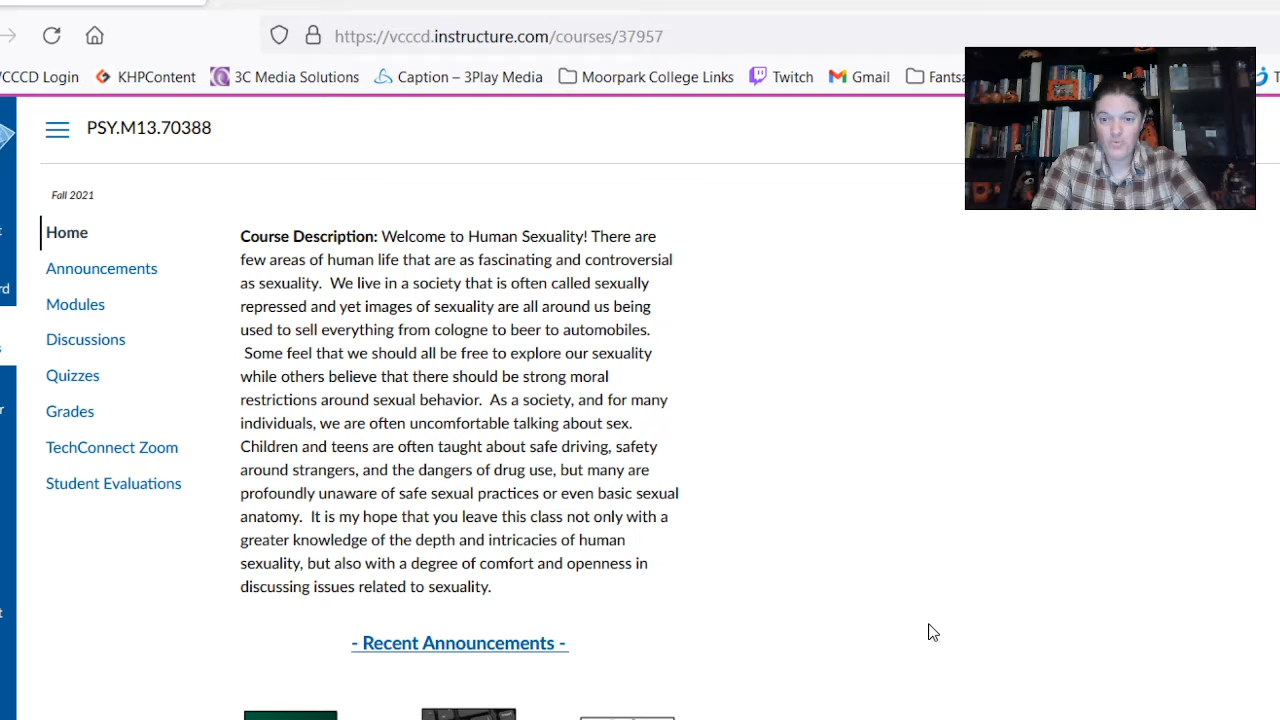 https://vcccd.instructure.com/courses/37957
VCCCD Login KHPContent 3C Media Solutions Caption – 3Play Media Moorpark College Links Twitch Gmail
PSY.M13.70388
Fall 2021
Home
Announcements
Modules
Discussions
Quizzes
Grades
TechConnect Zoom
Student Evaluations
Course Description: Welcome to Human Sexuality! There are
few areas of human life that are as fascinating and controversial
as sexuality. We live in a society that is often called sexually
repressed and yet images of sexuality are all around us being
used to sell everything from cologne to beer to automobiles.
Some feel that we should all be free to explore our sexuality
while others believe that there should be strong moral
restrictions around sexual behavior. As a society, and for many
individuals, we are often uncomfortable talking about sex.
Children and teens are often taught about safe driving, safety
around strangers, and the dangers of drug use, but many are
profoundly unaware of safe sexual practices or even basic sexual
anatomy. It is my hope that you leave this class not only with a
greater knowledge of the depth and intricacies of human
sexuality, but also with a degree of comfort and openness in
discussing issues related to sexuality.
- Recent Announcements -